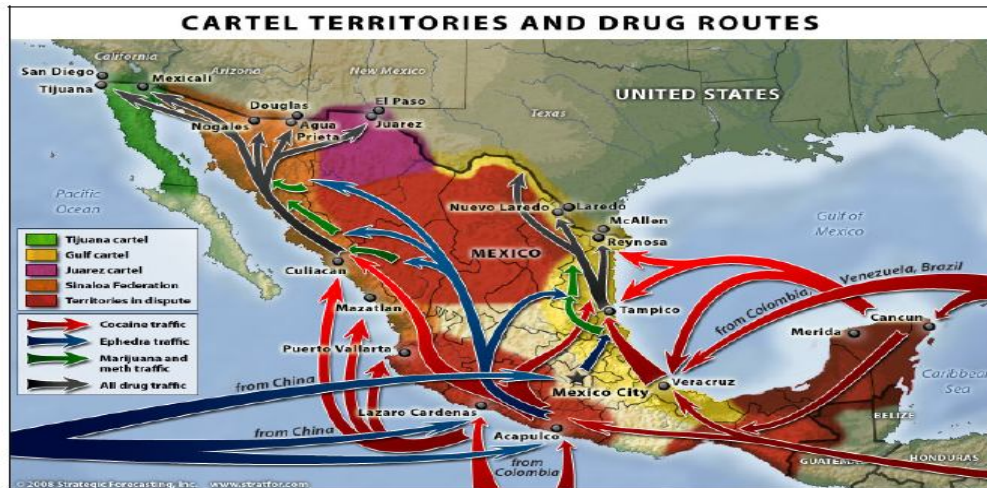 CARTEL TERRITORIES AND DRUG ROUTES
California
Arizona
New Mexico
Texas
UNITED STATES
San Diego
Tijuana
Mexicali
Douglas
Nogales
Agua
Prieta
El Paso
Juarez
Pacific
Ocean
Nuevo Laredo
Laredo
McAllen
Reynosa
Gulf of
Mexico
MEXICO
Tijuana cartel
Gulf cartel
Juarez cartel
Sinaloa Federation
Territories in dispute
Culiacán
Mazatlan
Tampico
from Colombia, Venezuela, Brazil
Cancun
Merida
Cocaine traffic
Ephedra traffic
Marijuana and
meth traffic
All drug traffic
Puerto Vallarta
from China
Mexico City
Veracruz
Caribbean
Sea
Lazaro Cardenas
from China
Acapulco
from
Colombia
BELIZE
GUATEMALA
HONDURAS
© 2008 Strategic Forecasting, Inc. www.stratfor.com